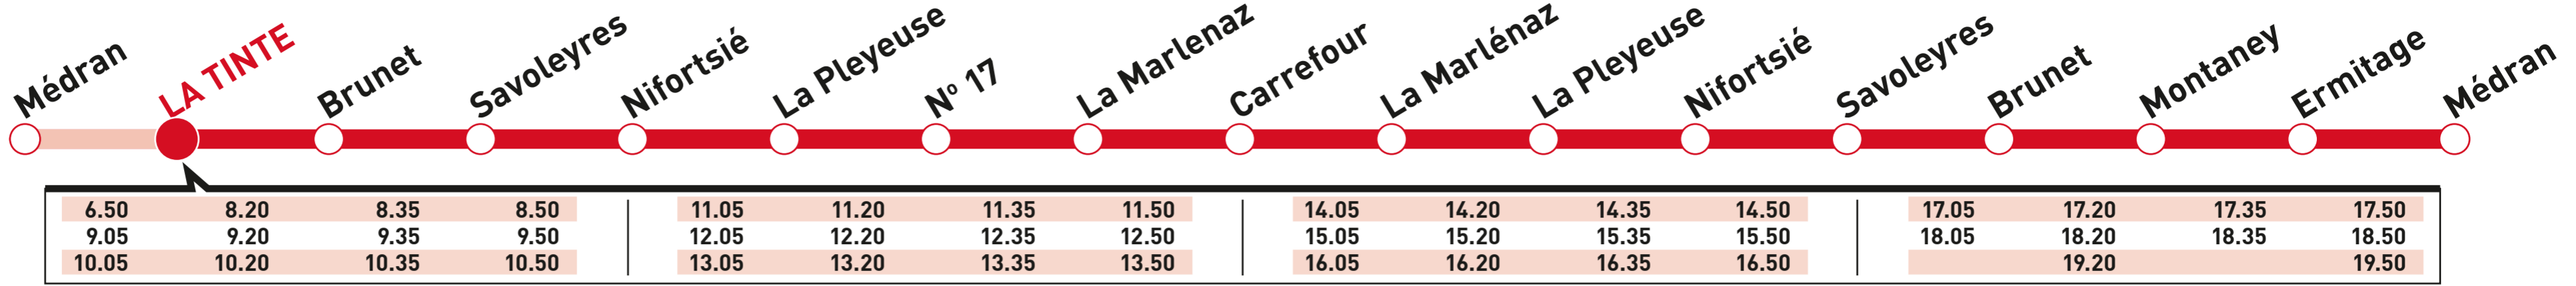 Médran
LA TINTE
Brunet
Savoleyres
Nifortsié
La Pleyeuse
Nº 17
La Marlenaz
Carrefour
La Marlénaz
La Pleyeuse
Nifortsié
Savoleyres
Brunet
Montaney
Ermitage
Médran
6.50 8.20 8.35 8.50 11.05 11.20 11.35 11.50 14.05 14.20 14.35 14.50 17.05 17.20 17.35 17.50
9.05 9.20 9.35 9.50 12.05 12.20 12.35 12.50 15.05 15.20 15.35 15.50 18.05 18.20 18.35 18.50
10.05 10.20 10.35 10.50 13.05 13.20 13.35 13.50 16.05 16.20 16.35 16.50 19.20 19.50